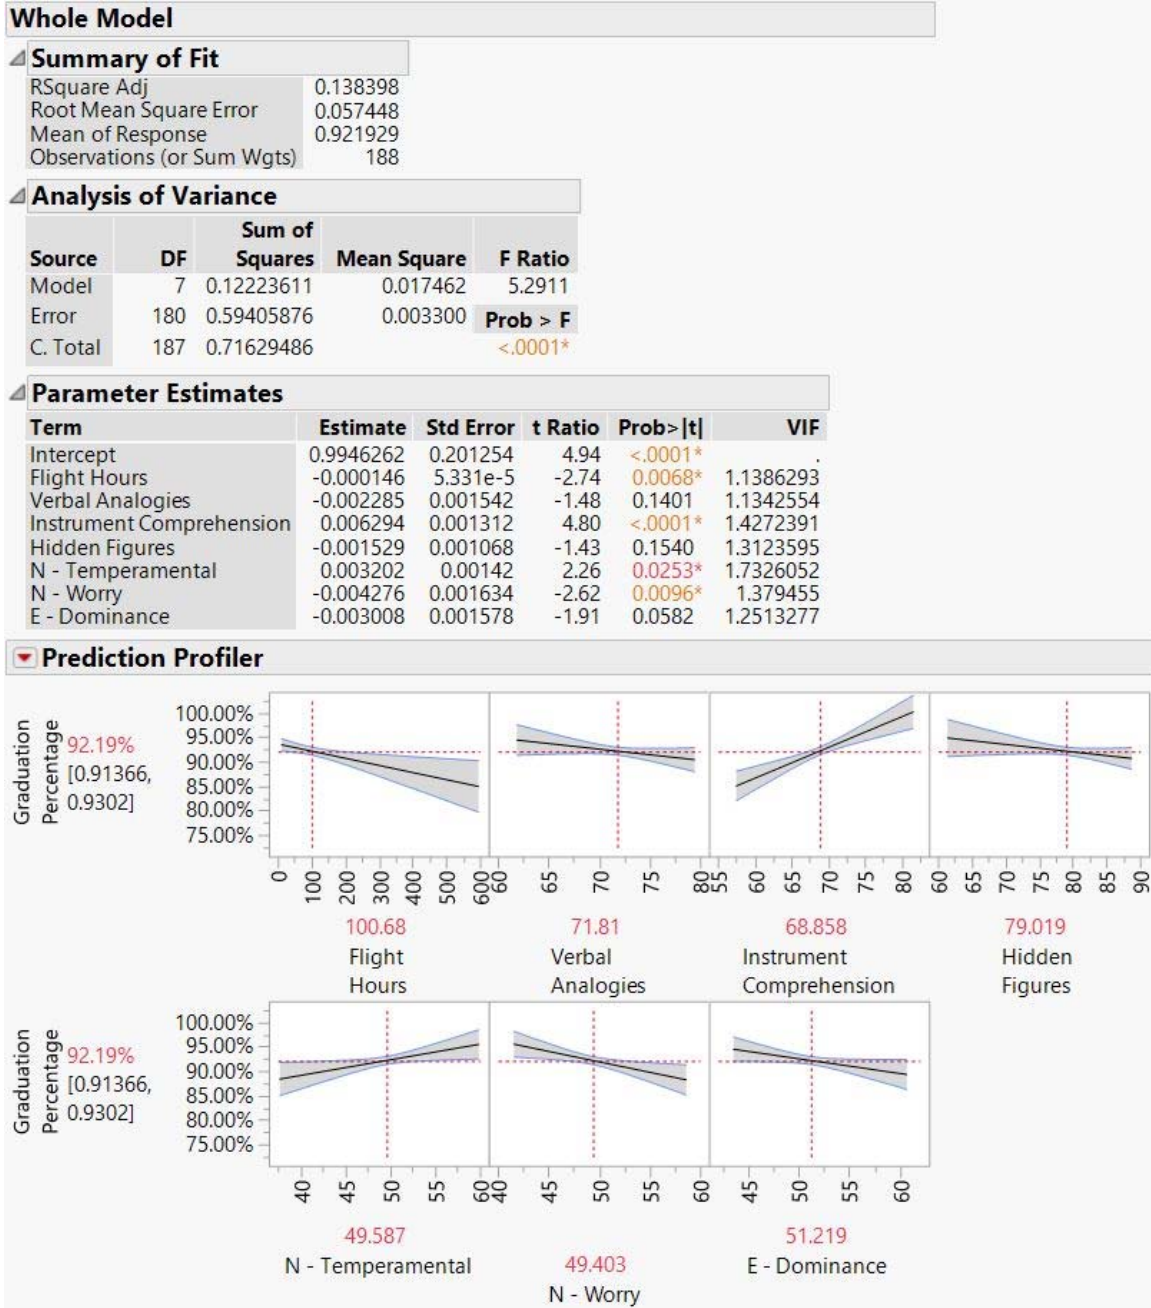 Whole Model
Summary of Fit
RSquare Adj 0.138398
Root Mean Square Error 0.057448
Mean of Response 0.921929
Observations (or Sum Wgts) 188
Analysis of Variance
Sum of
Source DF Squares Mean Square F Ratio
Model 7 0.12223611 0.017462 5.2911
Error 180 0.59405876 0.003300 Prob > F
C. Total 187 0.71629486 <.0001*
Parameter Estimates
Term Estimate Std Error t Ratio Prob>|t| VIF
Intercept 0.9946262 0.201254 4.94 <.0001* .
Flight Hours -0.000146 5.331e-5 -2.74 0.0068* 1.1386293
Verbal Analogies -0.002285 0.001542 -1.48 0.1401 1.1342554
Instrument Comprehension 0.006294 0.001312 4.80 <.0001* 1.4272391
Hidden Figures -0.001529 0.001068 -1.43 0.1540 1.3123595
N - Temperamental 0.003202 0.00142 2.26 0.0253* 1.7326052
N - Worry -0.004276 0.001634 -2.62 0.0096* 1.379455
E - Dominance -0.003008 0.001578 -1.91 0.0582 1.2513277
Prediction Profiler
Graduation
Percentage
92.19%
[0.91366,
0.9302]
100.00%
95.00%
90.00%
85.00%
80.00%
75.00%
0 100 200 300 400 500 600 60 65 70 75 80 55 60 65 70 75 80 60 65 70 75 80 85 90
100.68 71.81 68.858 79.019
Flight Verbal Instrument Hidden
Hours Analogies Comprehension Figures
Graduation
Percentage
92.19%
[0.91366,
0.9302]
100.00%
95.00%
90.00%
85.00%
80.00%
75.00%
40 45 50 55 60 40 45 50 55 60 45 50 55 60
49.587 51.219
N - Temperamental 49.403 E - Dominance
N - Worry